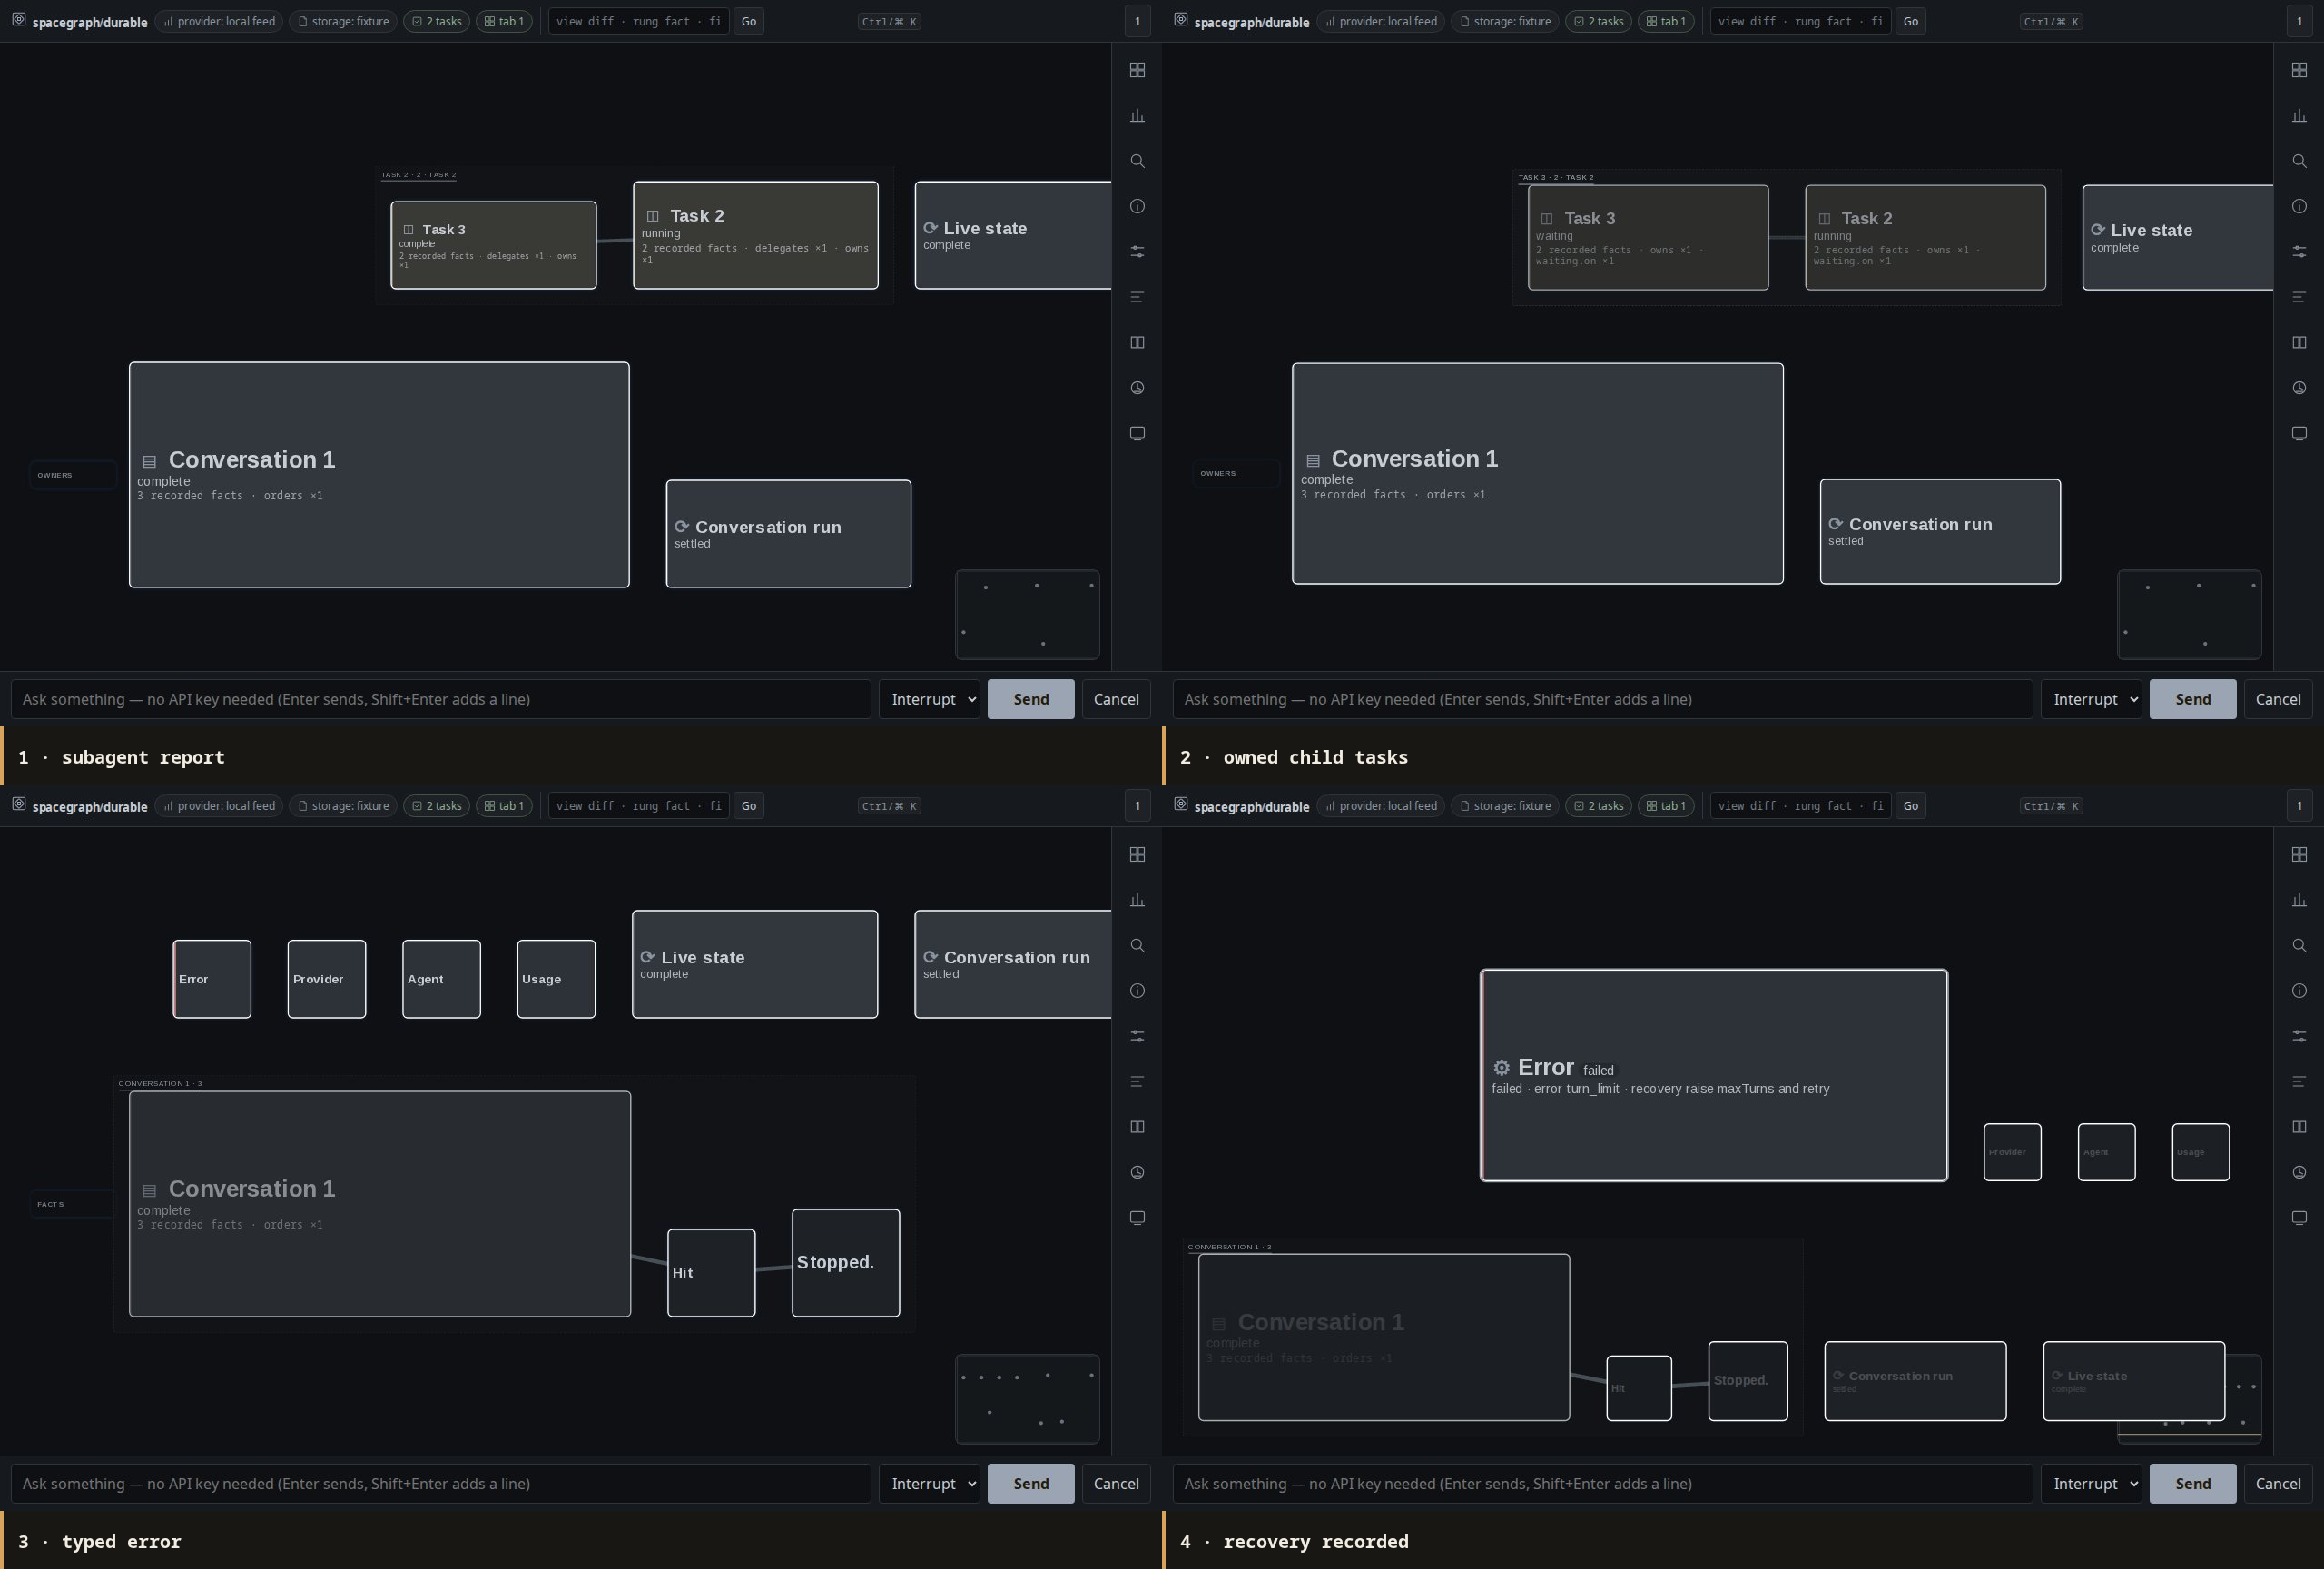 spacegraph/durable provider: local feed storage: fixture 2 tasks tab 1 view diff · rung fact · fi Go Ctrl/⌘ K 1
TASK 2 · 2 · TASK 2
Task 3
complete
2 recorded facts · delegates ×1 · owns
×1
Task 2
running
2 recorded facts · delegates ×1 · owns
×1
⟳ Live state
complete
OWNERS
Conversation 1
complete
3 recorded facts · orders ×1
⟳ Conversation run
settled
Ask something — no API key needed (Enter sends, Shift+Enter adds a line) Interrupt Send Cancel
1 · subagent report
spacegraph/durable provider: local feed storage: fixture 2 tasks tab 1 view diff · rung fact · fi Go Ctrl/⌘ K 1
TASK 3 · 2 · TASK 2
Task 3
waiting
2 recorded facts · owns ×1 ·
waiting.on ×1
Task 2
running
2 recorded facts · owns ×1 ·
waiting.on ×1
⟳ Live state
complete
OWNERS
Conversation 1
complete
3 recorded facts · orders ×1
⟳ Conversation run
settled
Ask something — no API key needed (Enter sends, Shift+Enter adds a line) Interrupt Send Cancel
2 · owned child tasks
spacegraph/durable provider: local feed storage: fixture 2 tasks tab 1 view diff · rung fact · fi Go Ctrl/⌘ K 1
Error
Provider
Agent
Usage
⟳ Live state
complete
⟳ Conversation run
settled
CONVERSATION 1 · 3
FACTS
Conversation 1
complete
3 recorded facts · orders ×1
Hit
Stopped.
Ask something — no API key needed (Enter sends, Shift+Enter adds a line) Interrupt Send Cancel
3 · typed error
spacegraph/durable provider: local feed storage: fixture 2 tasks tab 1 view diff · rung fact · fi Go Ctrl/⌘ K 1
⚙ Error failed
failed · error turn_limit · recovery raise maxTurns and retry
Provider
Agent
Usage
CONVERSATION 1 · 3
Conversation 1
complete
3 recorded facts · orders ×1
Hit
Stopped.
⟳ Conversation run
settled
⟳ Live state
complete
Ask something — no API key needed (Enter sends, Shift+Enter adds a line) Interrupt Send Cancel
4 · recovery recorded